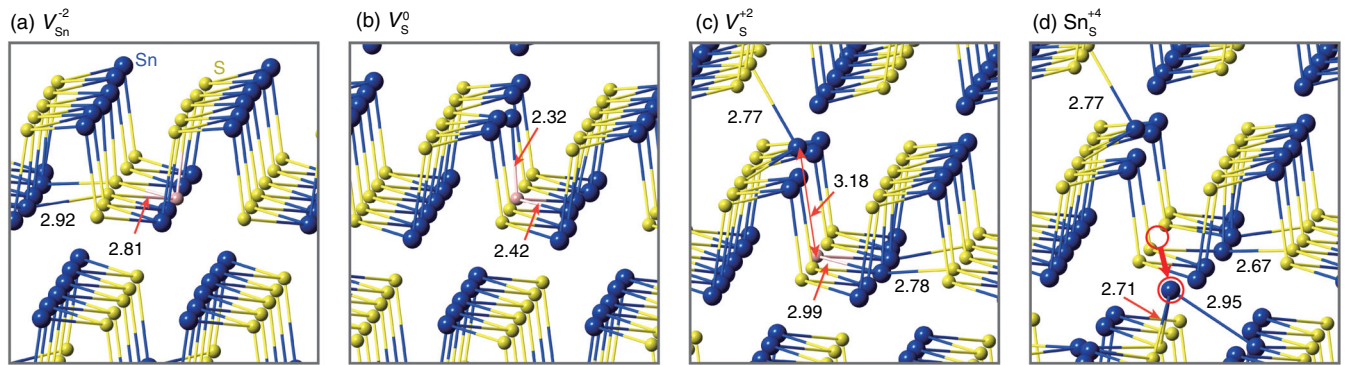 (a) V_Sn^-2
(b) V_S^0
(c) V_S^+2
(d) Sn_S^+4
Sn
S
2.92
2.81
2.32
2.42
2.77
3.18
2.99
2.78
2.77
2.67
2.71
2.95